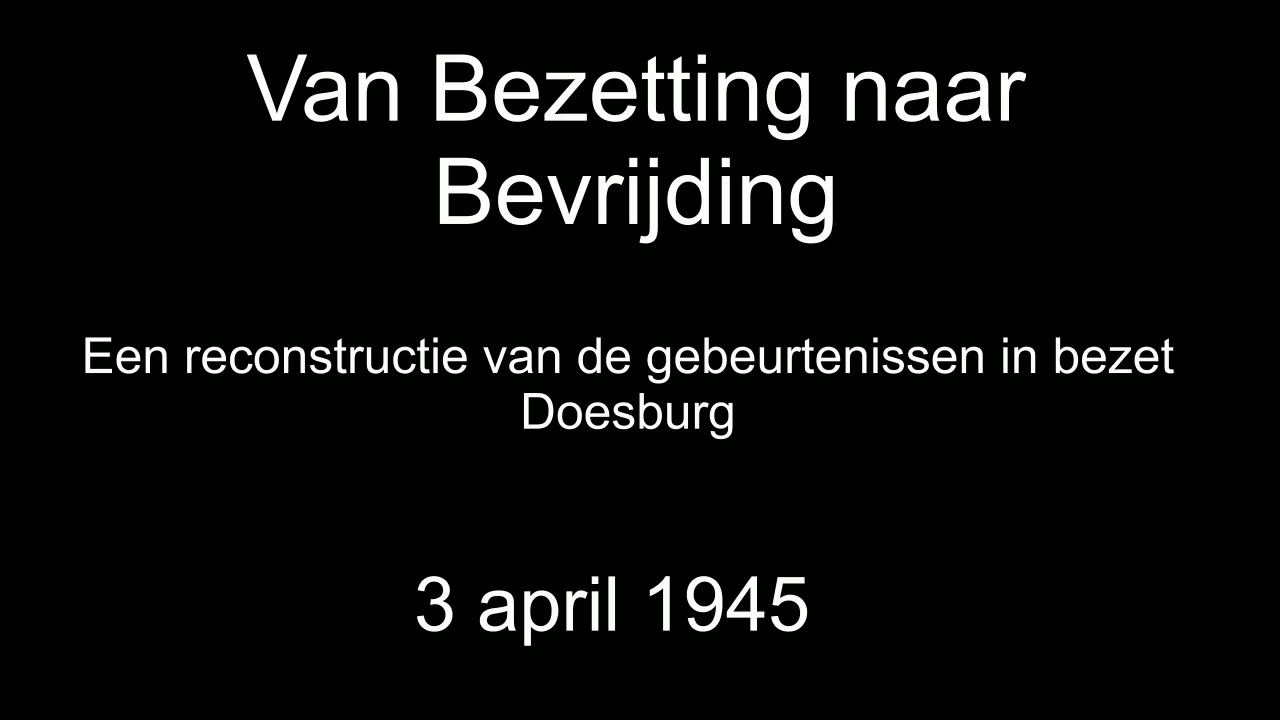 Van Bezetting naar
Bevrijding
Een reconstructie van de gebeurtenissen in bezet
Doesburg
3 april 1945